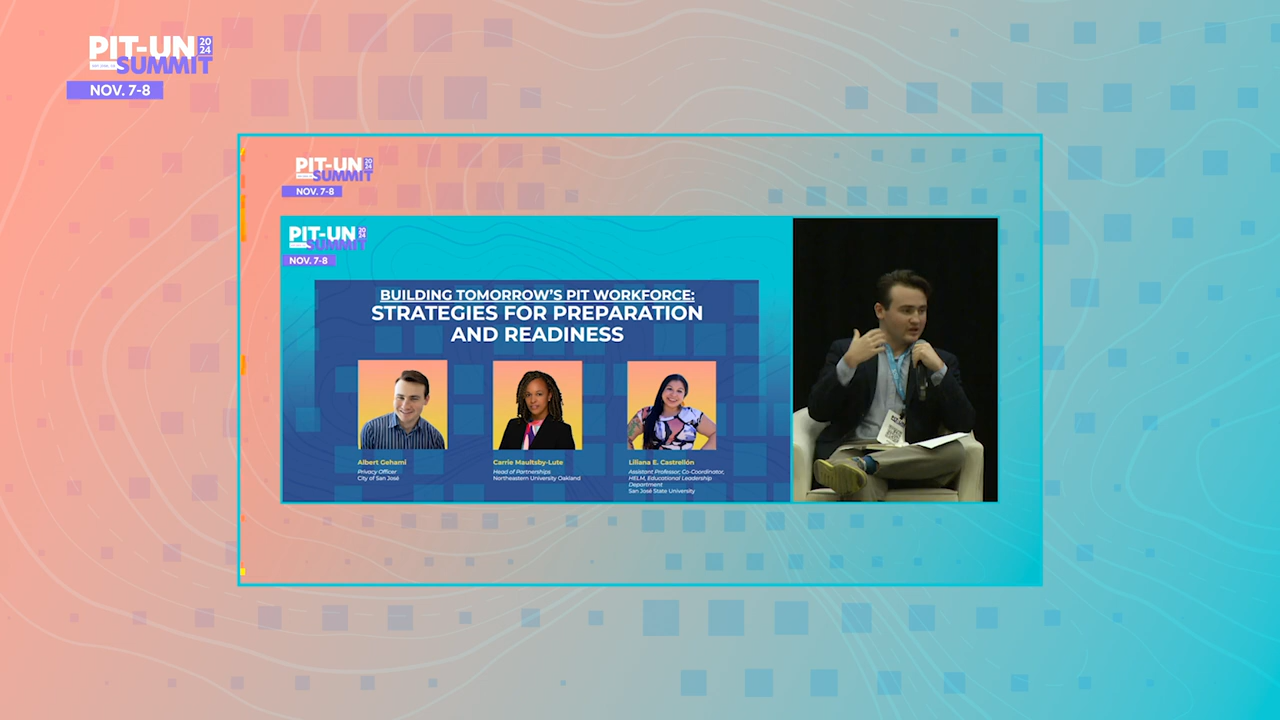 PIT-UN 2024
SUMMIT
NOV. 7-8
PIT-UN 2024
SUMMIT
NOV. 7-8
PIT-UN 2024
SUMMIT
NOV. 7-8
BUILDING TOMORROW'S PIT WORKFORCE:
STRATEGIES FOR PREPARATION
AND READINESS
Albert Gehami
Privacy Officer
City of San José
Carrie Maultsby-Lute
Head of Partnerships
Northeastern University Oakland
Liliana E. Castrellón
Assistant Professor, Co-Coordinator,
HELM, Educational Leadership
Department
San José State University